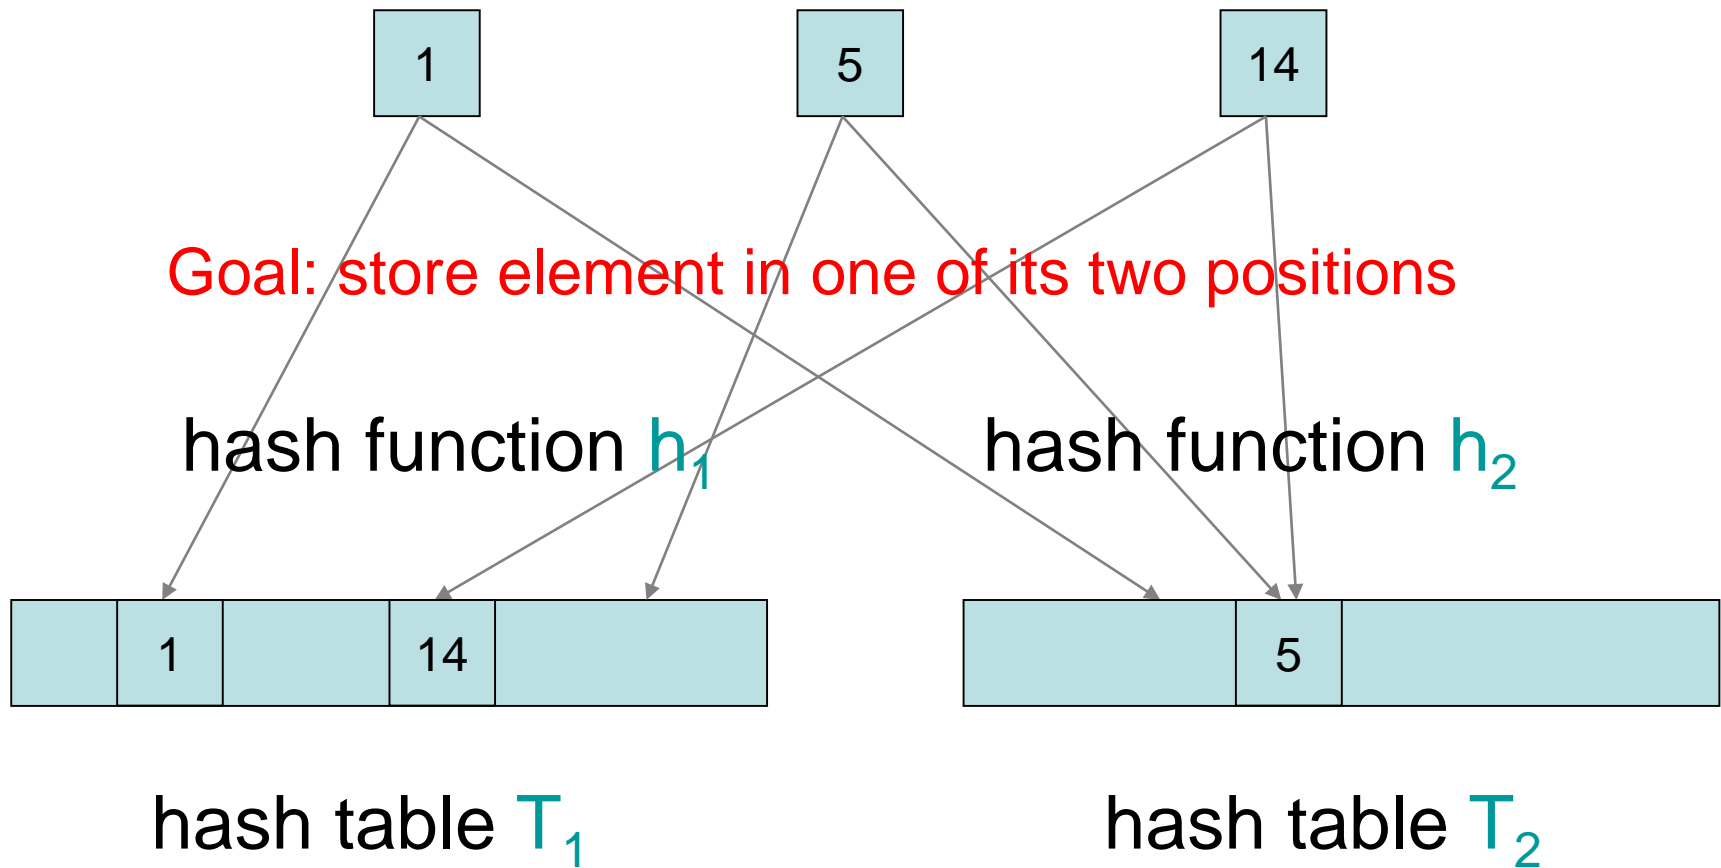 1 5 14
Goal: store element in one of its two positions
hash function h₁ hash function h₂
1 14 5
hash table T₁ hash table T₂